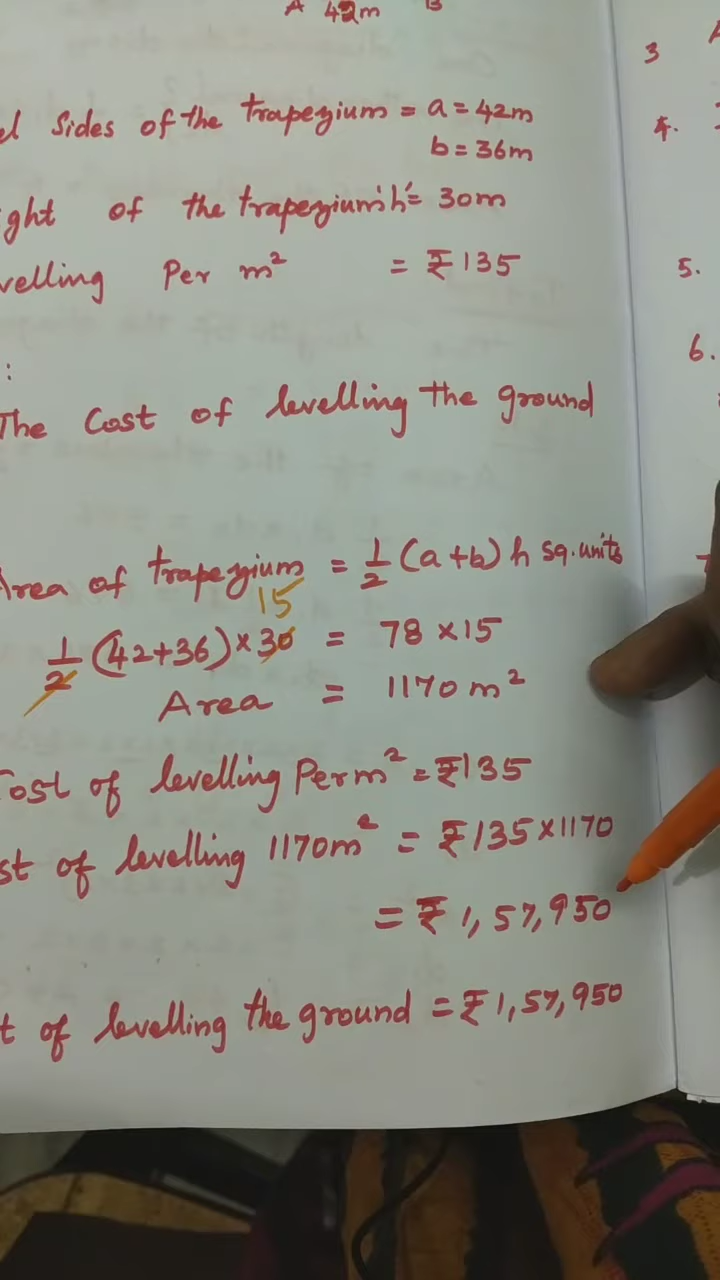 A 42m B
el sides of the trapezium = a = 42m
b = 36m
ight of the trapezium 'h' = 30m
velling Per m² = ₹135
:
The Cost of levelling the ground
Area of trapezium = 1/2 (a+b) h sq.units
15
1/2 (42+36) × 30 = 78 × 15
Area = 1170 m²
Cost of levelling Per m² = ₹135
st of levelling 1170m² = ₹135×1170
= ₹1,57,950
t of levelling the ground = ₹1,57,950
3
4.
5.
6.